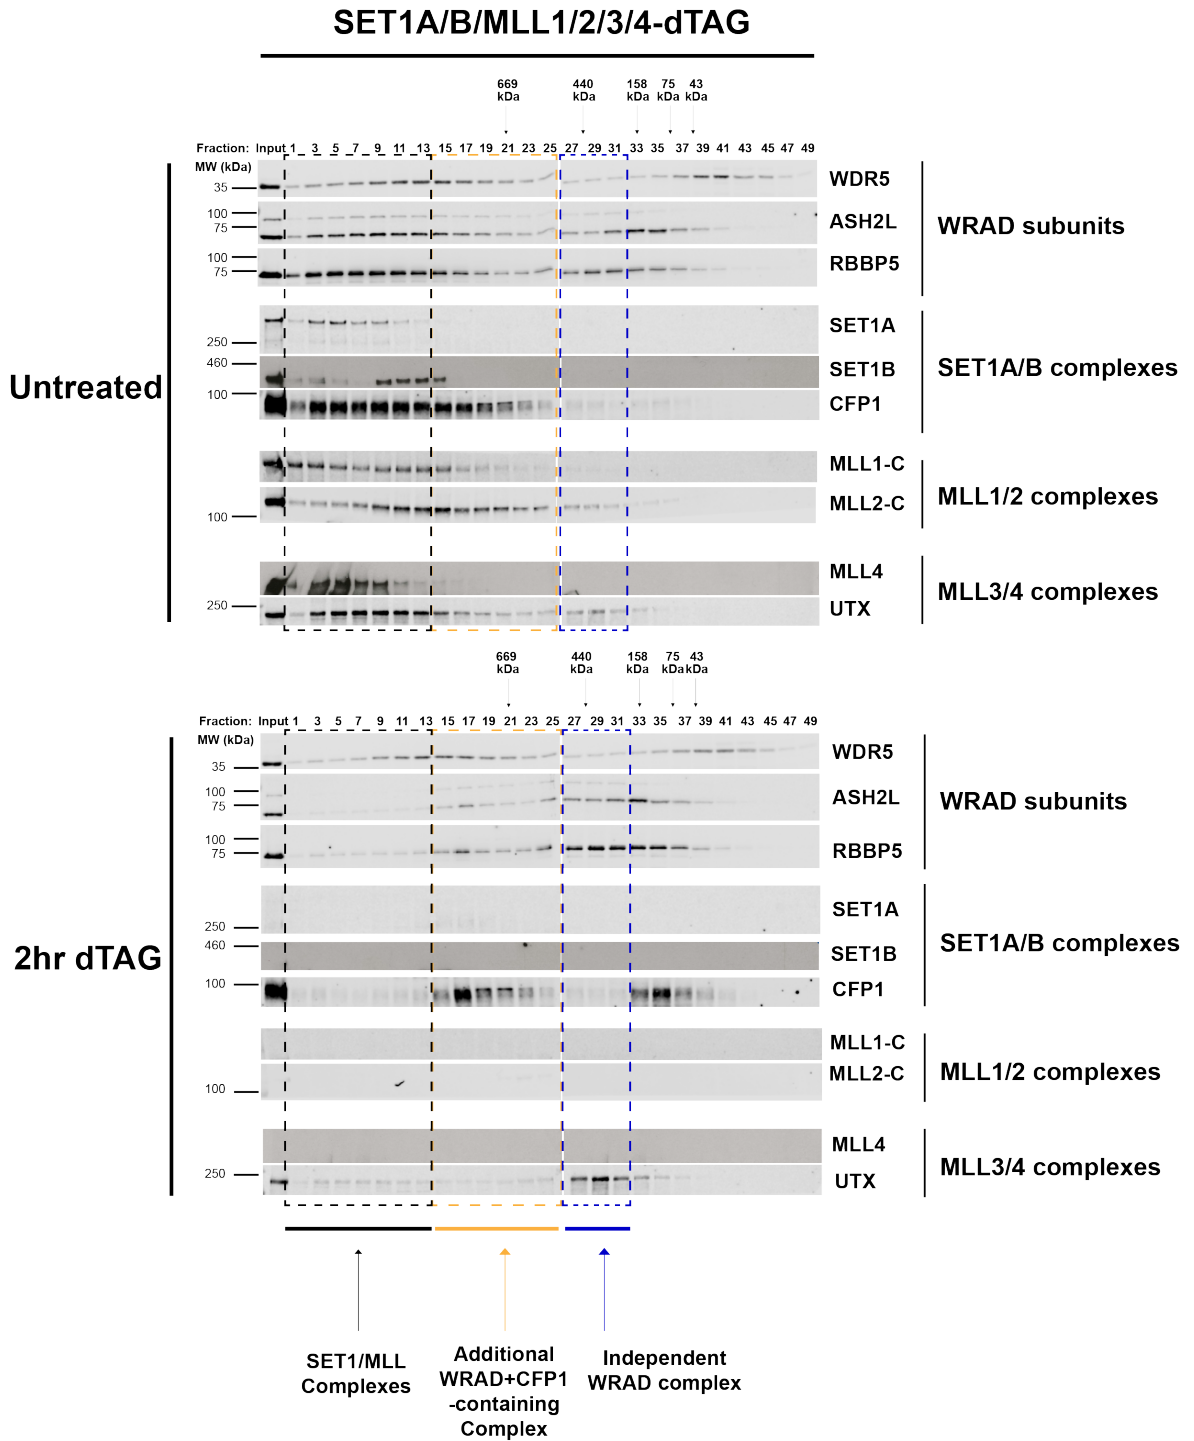 SET1A/B/MLL1/2/3/4-dTAG
669 kDa
440 kDa
158 kDa
75 kDa
43 kDa
Fraction: Input 1 3 5 7 9 11 13 15 17 19 21 23 25 27 29 31 33 35 37 39 41 43 45 47 49
MW (kDa)
35
WDR5
100
75
ASH2L
WRAD subunits
100
75
RBBP5
SET1A
250
460
SET1B
SET1A/B complexes
100
CFP1
Untreated
MLL1-C
MLL2-C
MLL1/2 complexes
100
MLL4
MLL3/4 complexes
250
UTX
669 kDa
440 kDa
158 kDa
75 kDa
43 kDa
Fraction: Input 1 3 5 7 9 11 13 15 17 19 21 23 25 27 29 31 33 35 37 39 41 43 45 47 49
MW (kDa)
35
WDR5
100
75
ASH2L
WRAD subunits
100
75
RBBP5
SET1A
250
460
SET1B
SET1A/B complexes
100
CFP1
2hr dTAG
MLL1-C
MLL2-C
MLL1/2 complexes
100
MLL4
MLL3/4 complexes
250
UTX
SET1/MLL
Complexes
Additional
WRAD+CFP1
-containing
Complex
Independent
WRAD complex